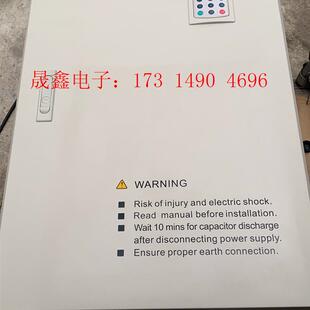 晟鑫电子：173 1490 4696
WARNING
Risk of injury and electric shock.
Read manual before installation.
Wait 10 mins for capacitor discharge
after disconnecting power supply.
Ensure proper earth connection.